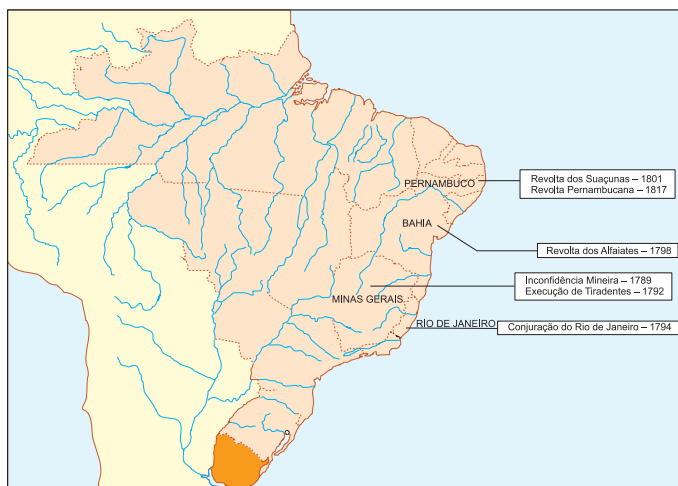 PERNAMBUCO
Revolta dos Suaçunas – 1801
Revolta Pernambucana – 1817
BAHIA
Revolta dos Alfaiates – 1798
Inconfidência Mineira – 1789
Execução de Tiradentes – 1792
MINAS GERAIS.
RIO DE JANEIRO
Conjuração do Rio de Janeiro – 1794